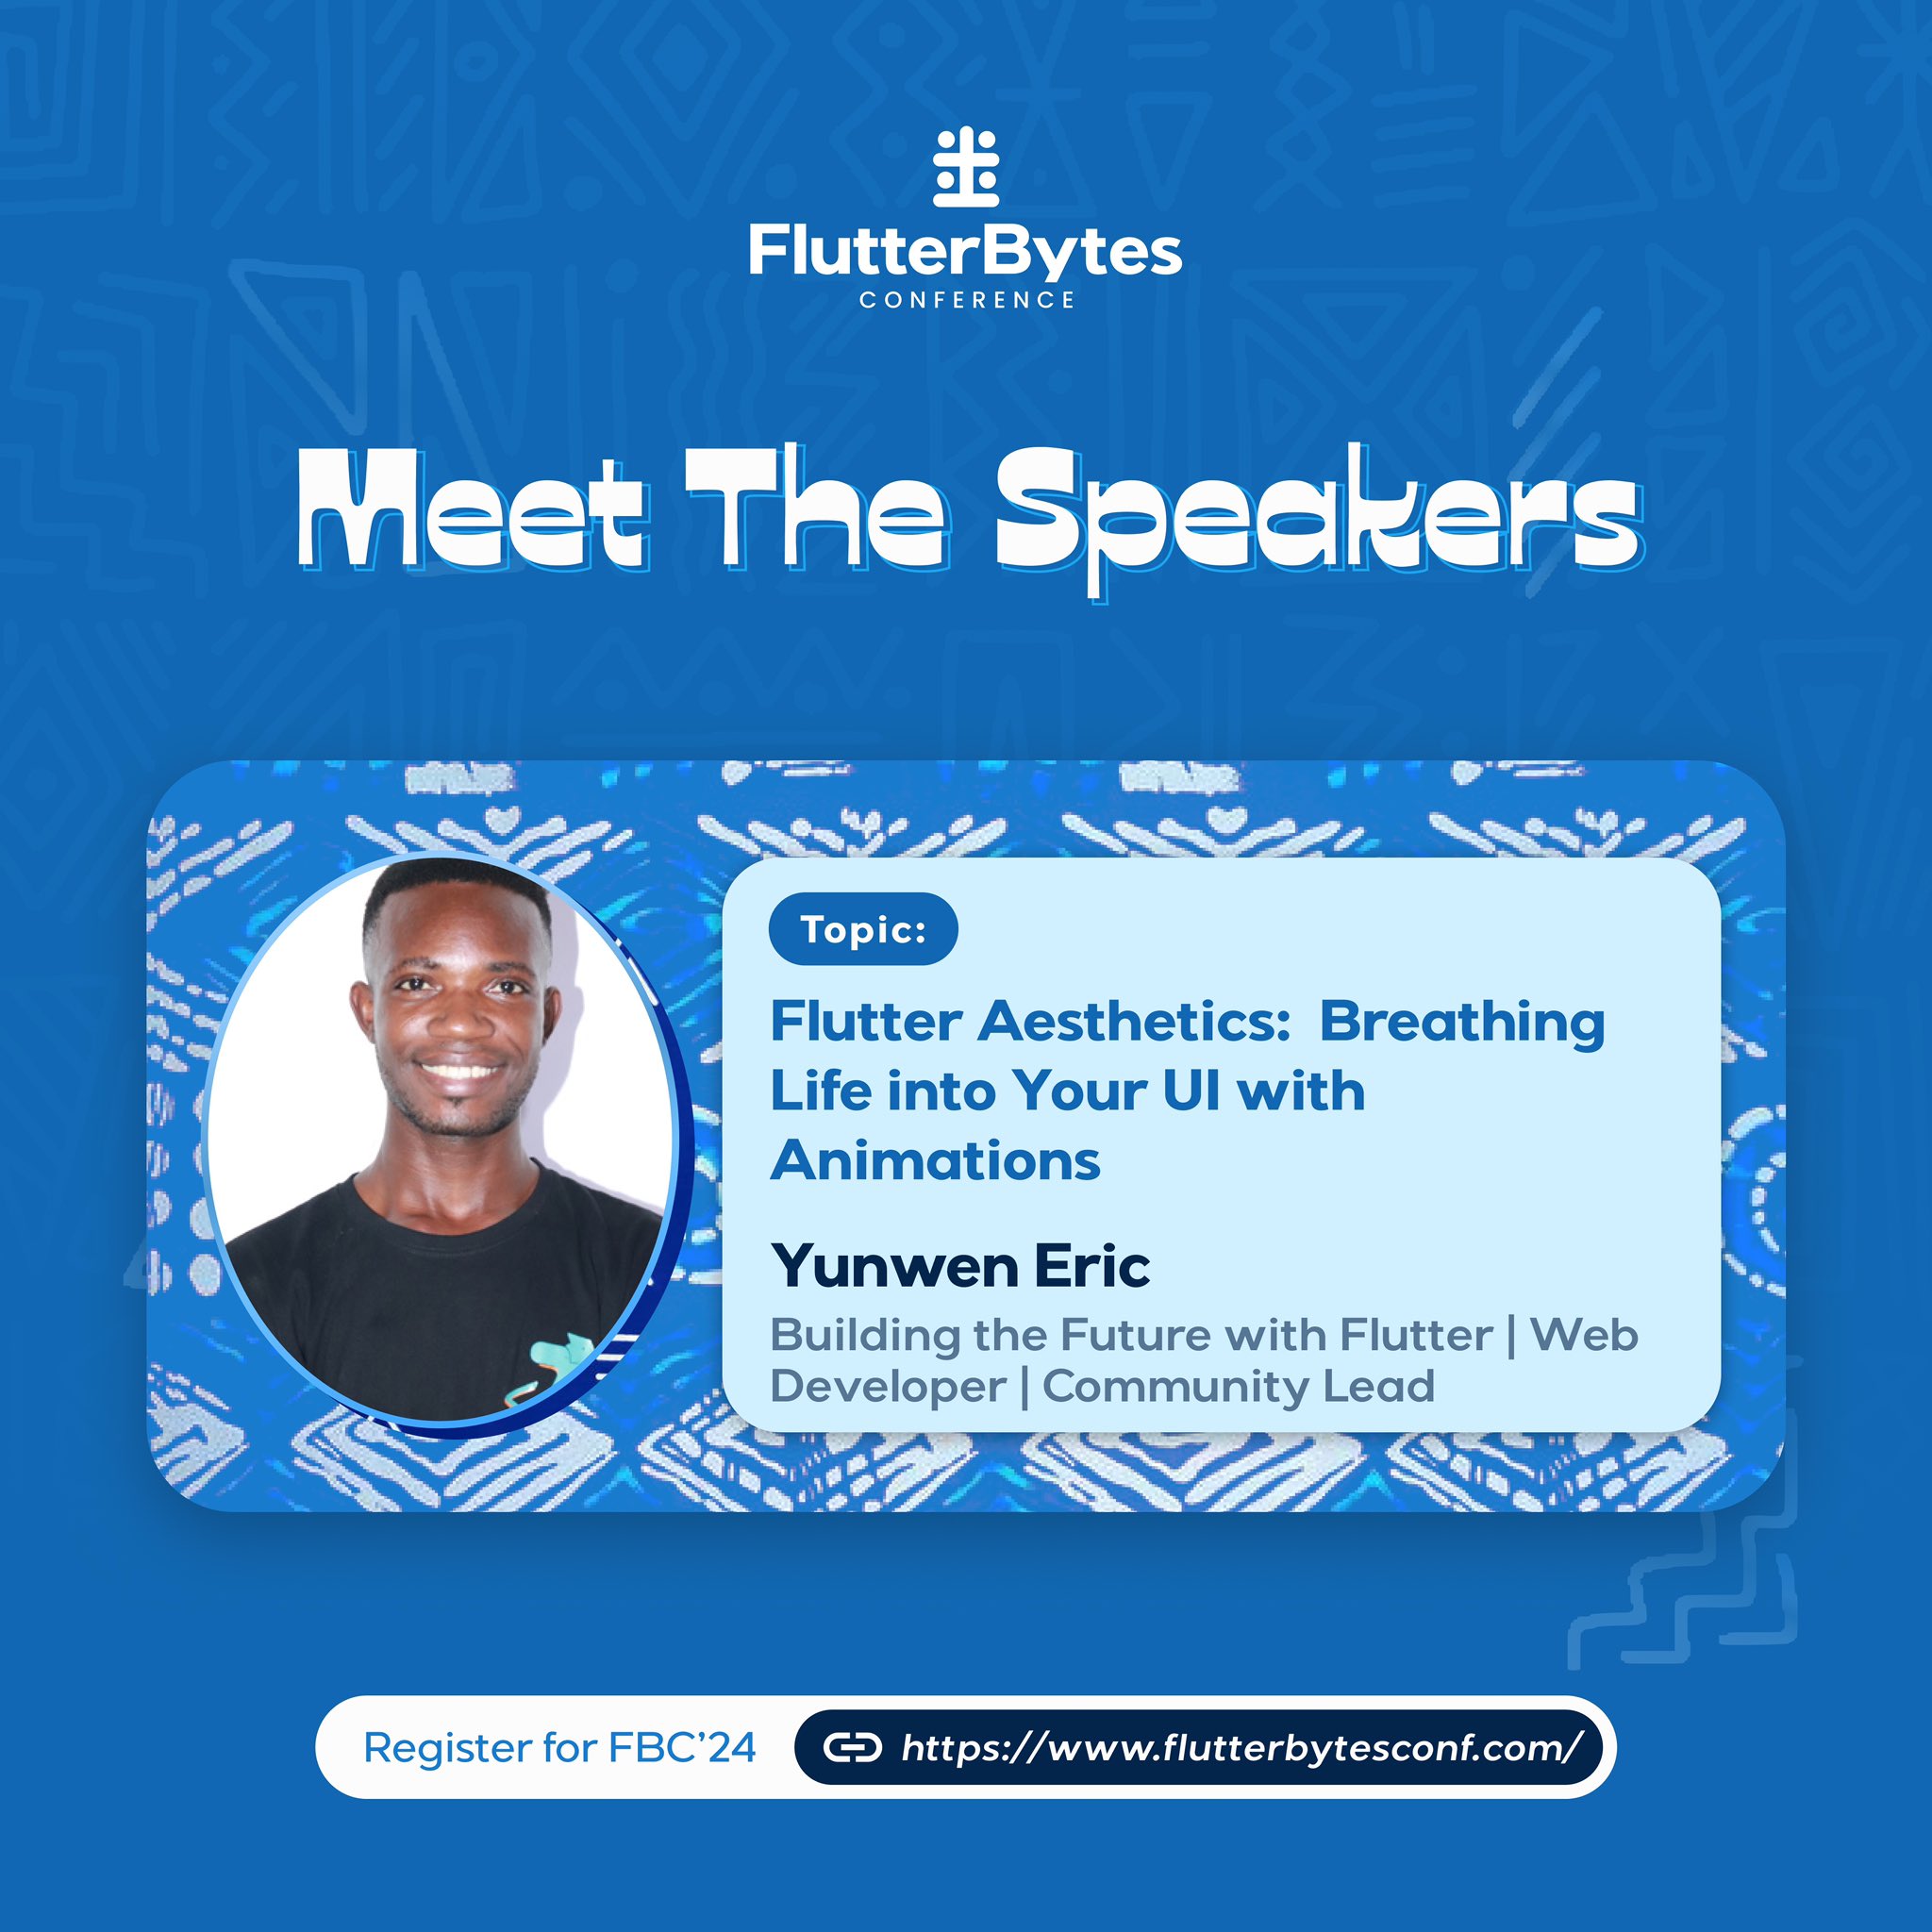 FlutterBytes
CONFERENCE
Meet The Speakers
Topic:
Flutter Aesthetics: Breathing
Life into Your UI with
Animations
Yunwen Eric
Building the Future with Flutter | Web
Developer | Community Lead
Register for FBC’24
https://www.flutterbytesconf.com/